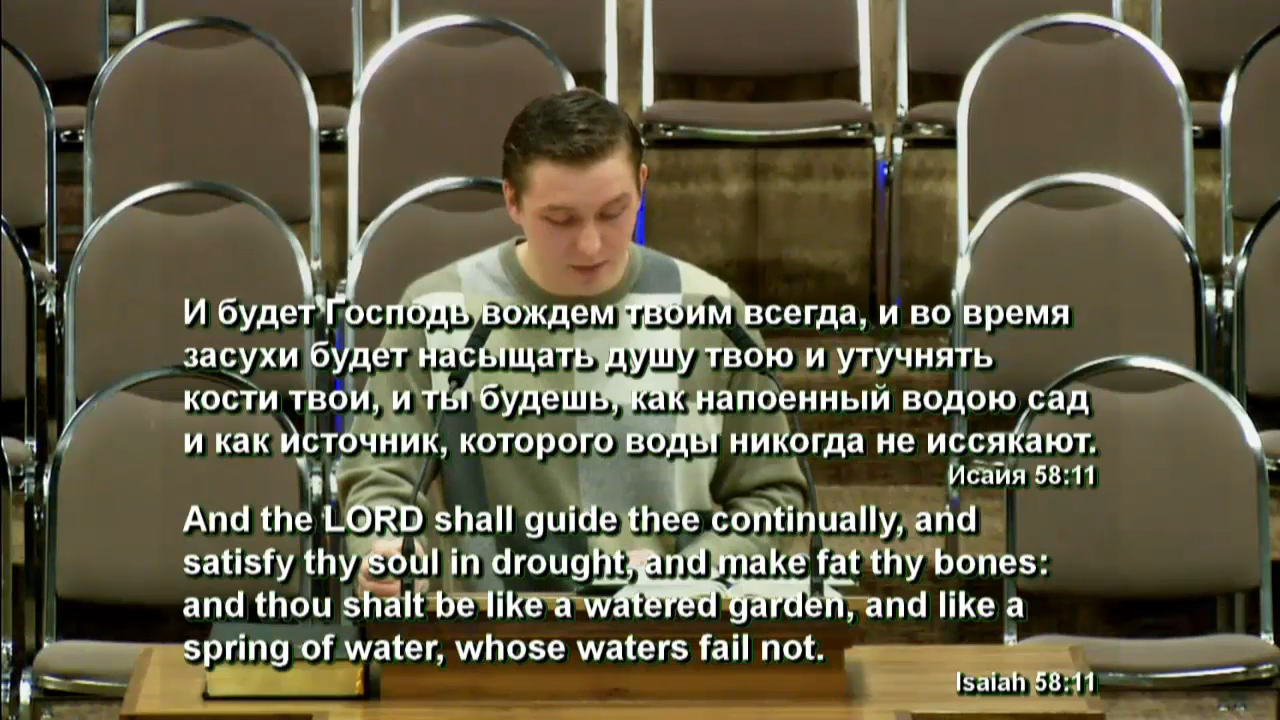 И будет Господь вождем твоим всегда, и во время
засухи будет насыщать душу твою и утучнять
кости твои, и ты будешь, как напоенный водою сад
и как источник, которого воды никогда не иссякают.
Исаия 58:11
And the LORD shall guide thee continually, and
satisfy thy soul in drought, and make fat thy bones:
and thou shalt be like a watered garden, and like a
spring of water, whose waters fail not.
Isaiah 58:11